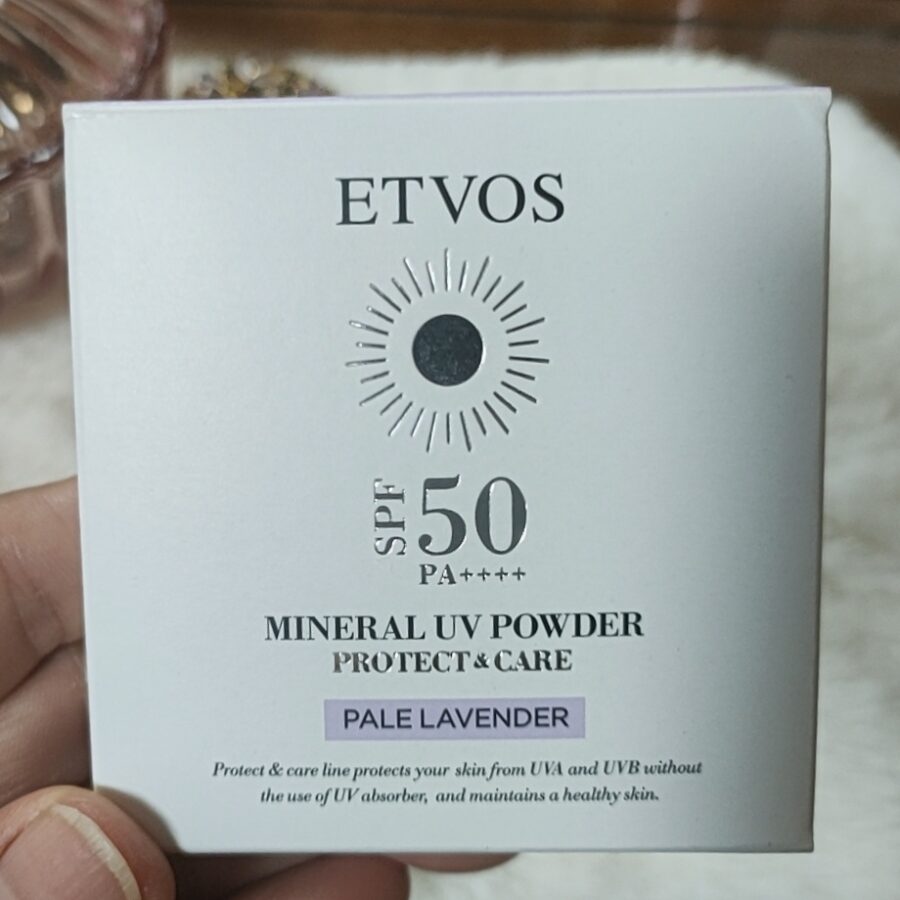 ETVOS
SPF 50
PA++++
MINERAL UV POWDER
PROTECT & CARE
PALE LAVENDER
Protect & care line protects your skin from UVA and UVB without
the use of UV absorber, and maintains a healthy skin.